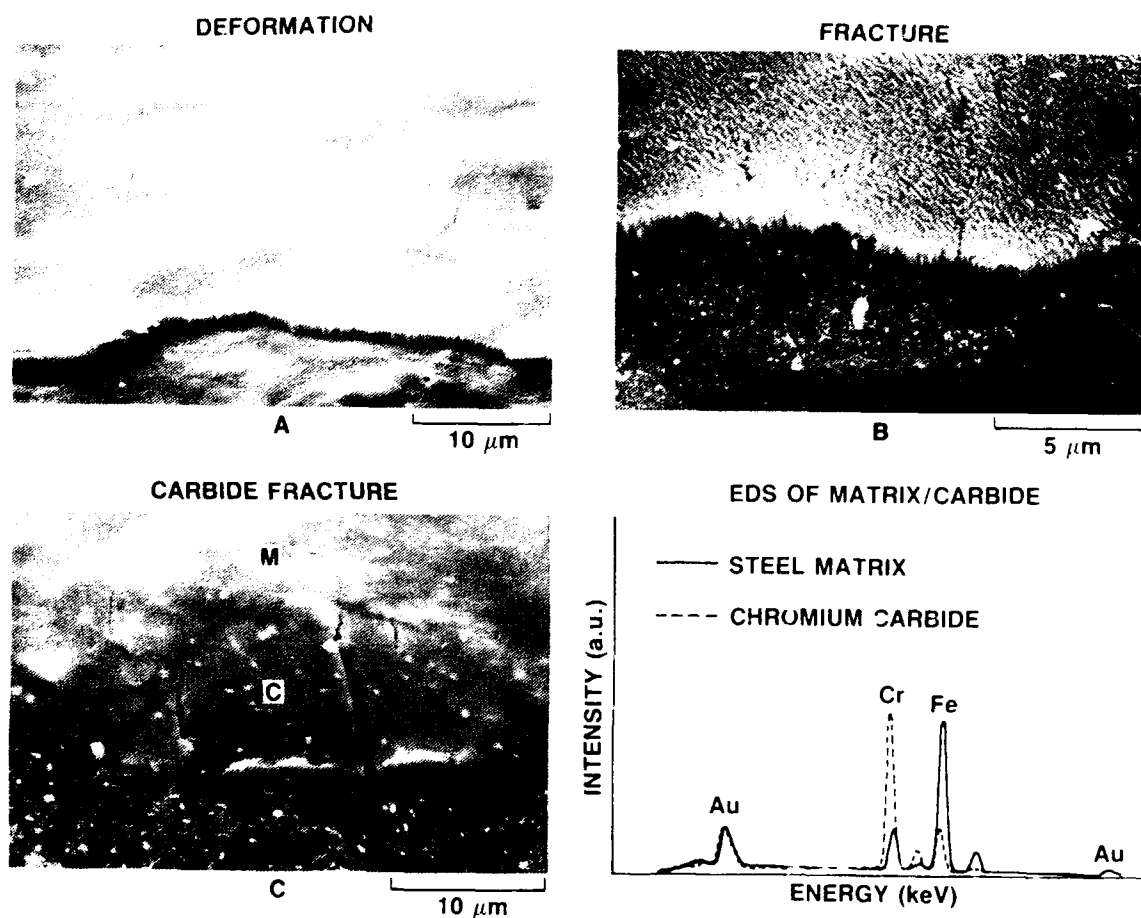 DEFORMATION
A
10 μm
FRACTURE
B
5 μm
CARBIDE FRACTURE
M
C
C
10 μm
EDS OF MATRIX/CARBIDE
STEEL MATRIX
CHROMIUM CARBIDE
INTENSITY (a.u.)
Au
Cr
Fe
Au
ENERGY (keV)